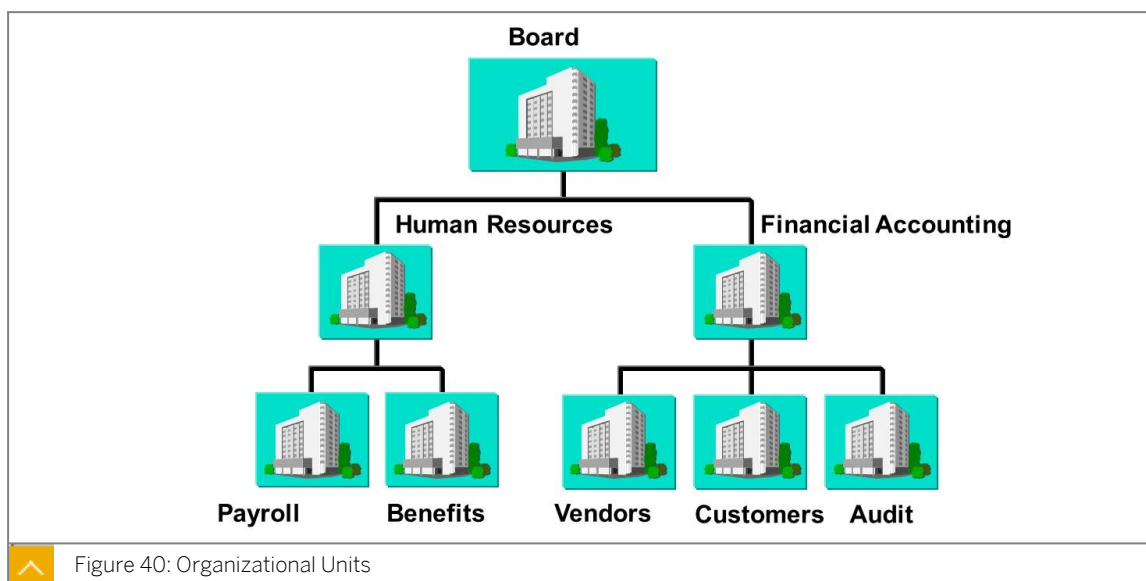 Board
Human Resources
Financial Accounting
Payroll
Benefits
Vendors
Customers
Audit
Figure 40: Organizational Units